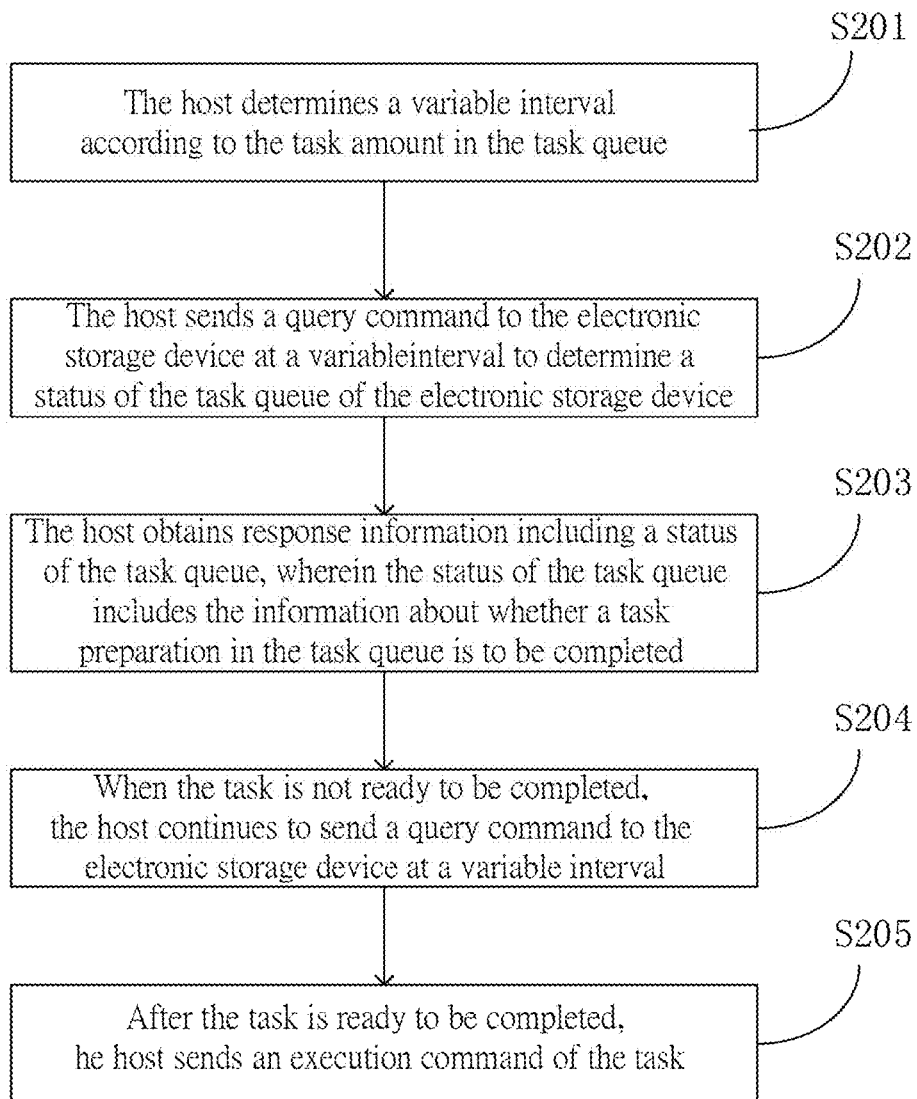 S201
The host determines a variable interval
according to the task amount in the task queue
S202
The host sends a query command to the electronic
storage device at a variableinterval to determine a
status of the task queue of the electronic storage device
S203
The host obtains response information including a status
of the task queue, wherein the status of the task queue
includes the information about whether a task
preparation in the task queue is to be completed
S204
When the task is not ready to be completed,
the host continues to send a query command to the
electronic storage device at a variable interval
S205
After the task is ready to be completed,
he host sends an execution command of the task